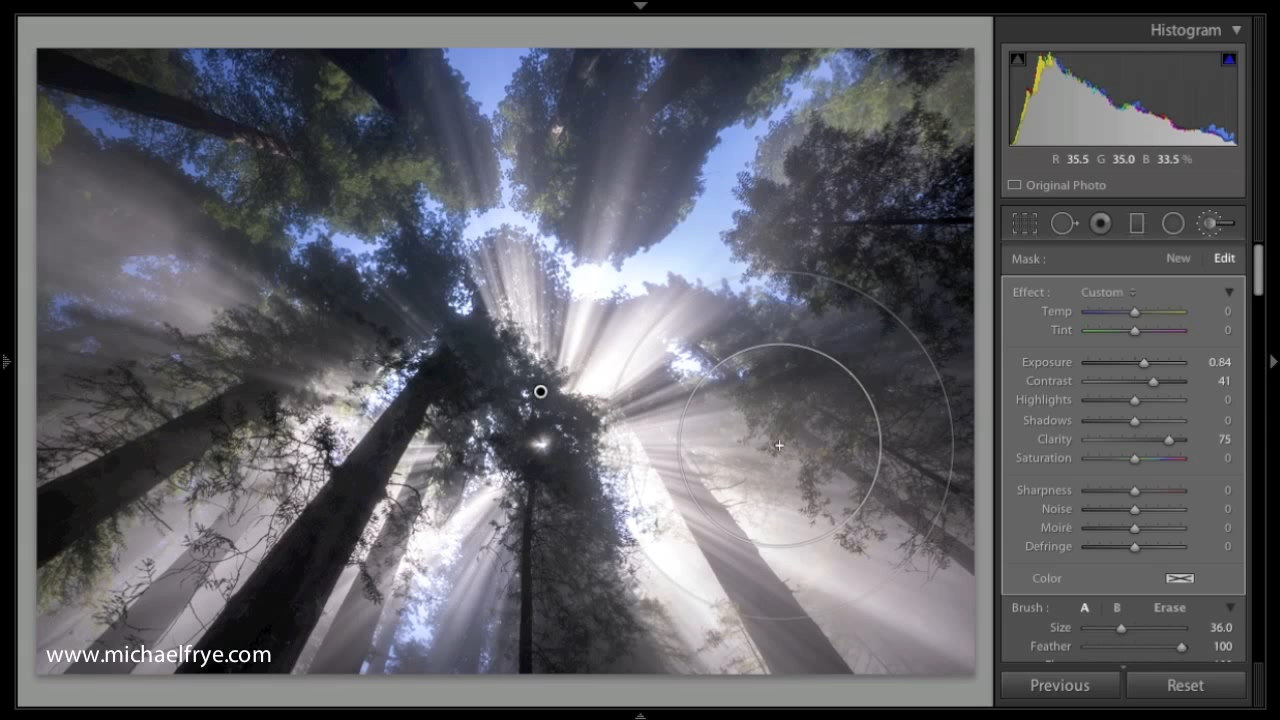 Histogram
R 35.5 G 35.0 B 33.5 %
Original Photo
Mask : New Edit
Effect : Custom
Temp 0
Tint 0
Exposure 0.84
Contrast 41
Highlights 0
Shadows 0
Clarity 75
Saturation 0
Sharpness 0
Noise 0
Moiré 0
Defringe 0
Color
Brush : A B Erase
Size 36.0
Feather 100
www.michaelfrye.com
Previous Reset